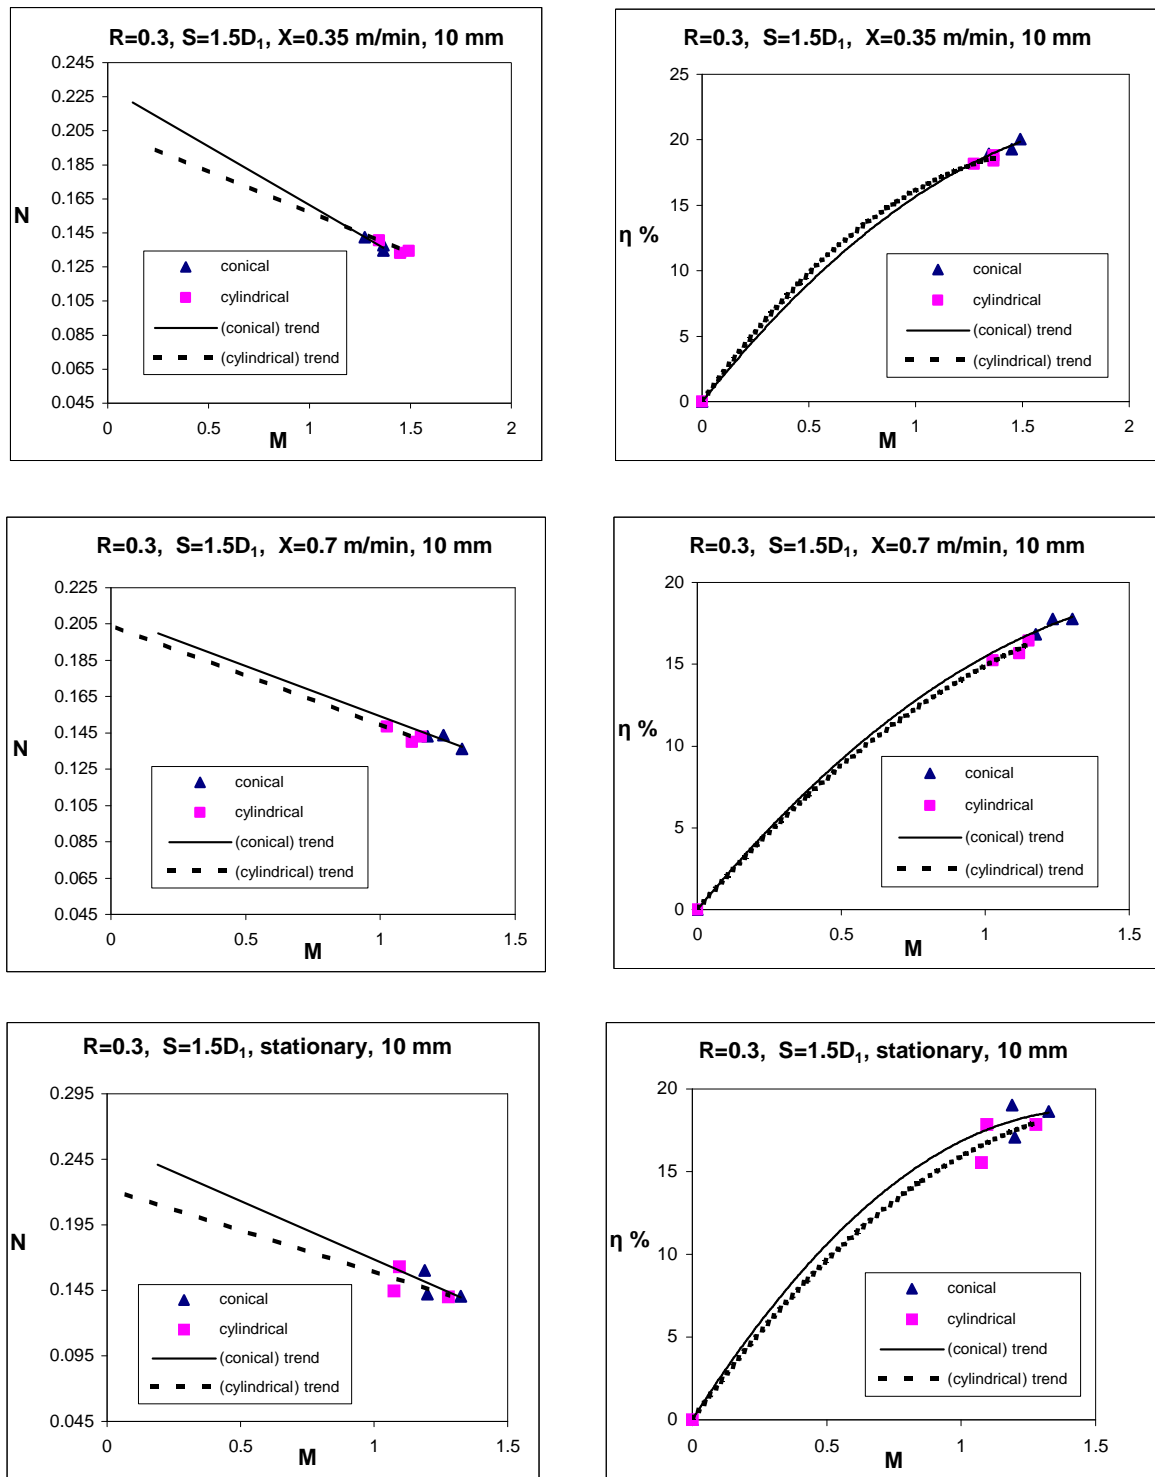 R=0.3, S=1.5D₁, X=0.35 m/min, 10 mm
0.245
0.225
0.205
0.185
0.165
0.145
0.125
0.105
0.085
0.065
0.045
N
conical
cylindrical
(conical) trend
(cylindrical) trend
0 0.5 1 1.5 2
M
R=0.3, S=1.5D₁, X=0.35 m/min, 10 mm
25
20
15
10
5
0
η %
conical
cylindrical
(conical) trend
(cylindrical) trend
0 0.5 1 1.5 2
M
R=0.3, S=1.5D₁, X=0.7 m/min, 10 mm
0.225
0.205
0.185
0.165
0.145
0.125
0.105
0.085
0.065
0.045
N
conical
cylindrical
(conical) trend
(cylindrical) trend
0 0.5 1 1.5
M
R=0.3, S=1.5D₁, X=0.7 m/min, 10 mm
20
15
10
5
0
η %
conical
cylindrical
(conical) trend
(cylindrical) trend
0 0.5 1 1.5
M
R=0.3, S=1.5D₁, stationary, 10 mm
0.295
0.245
0.195
0.145
0.095
0.045
N
conical
cylindrical
(conical) trend
(cylindrical) trend
0 0.5 1 1.5
M
R=0.3, S=1.5D₁, stationary, 10 mm
20
15
10
5
0
η %
conical
cylindrical
(conical) trend
(cylindrical) trend
0 0.5 1 1.5
M